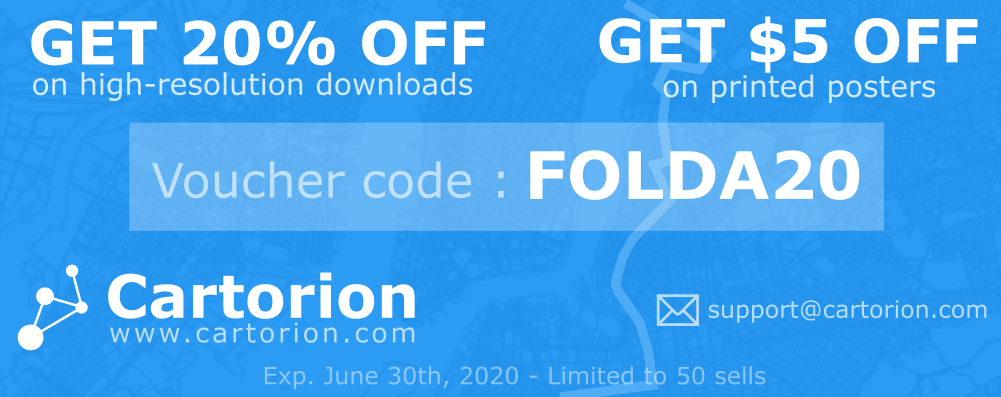 GET 20% OFF
on high-resolution downloads
GET $5 OFF
on printed posters
Voucher code : FOLDA20
Cartorion
www.cartorion.com
support@cartorion.com
Exp. June 30th, 2020 - Limited to 50 sells